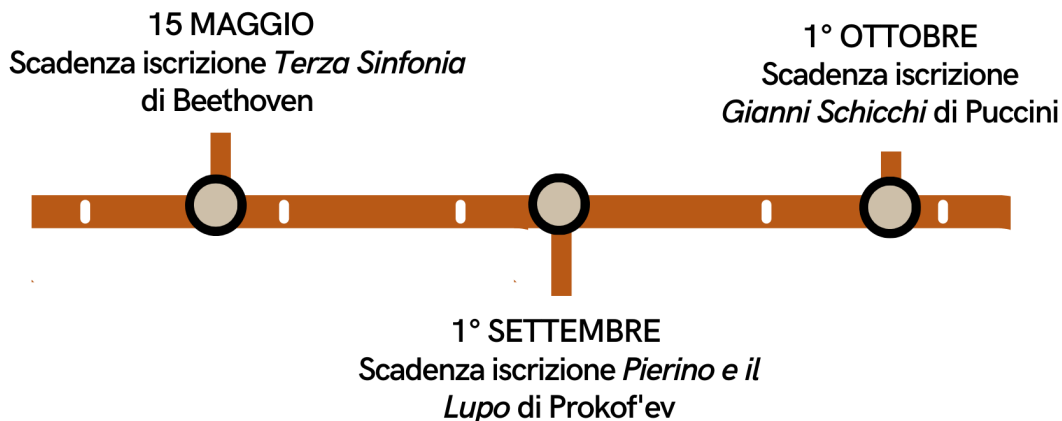 15 MAGGIO
Scadenza iscrizione Terza Sinfonia
di Beethoven
1° OTTOBRE
Scadenza iscrizione
Gianni Schicchi di Puccini
1° SETTEMBRE
Scadenza iscrizione Pierino e il
Lupo di Prokof'ev